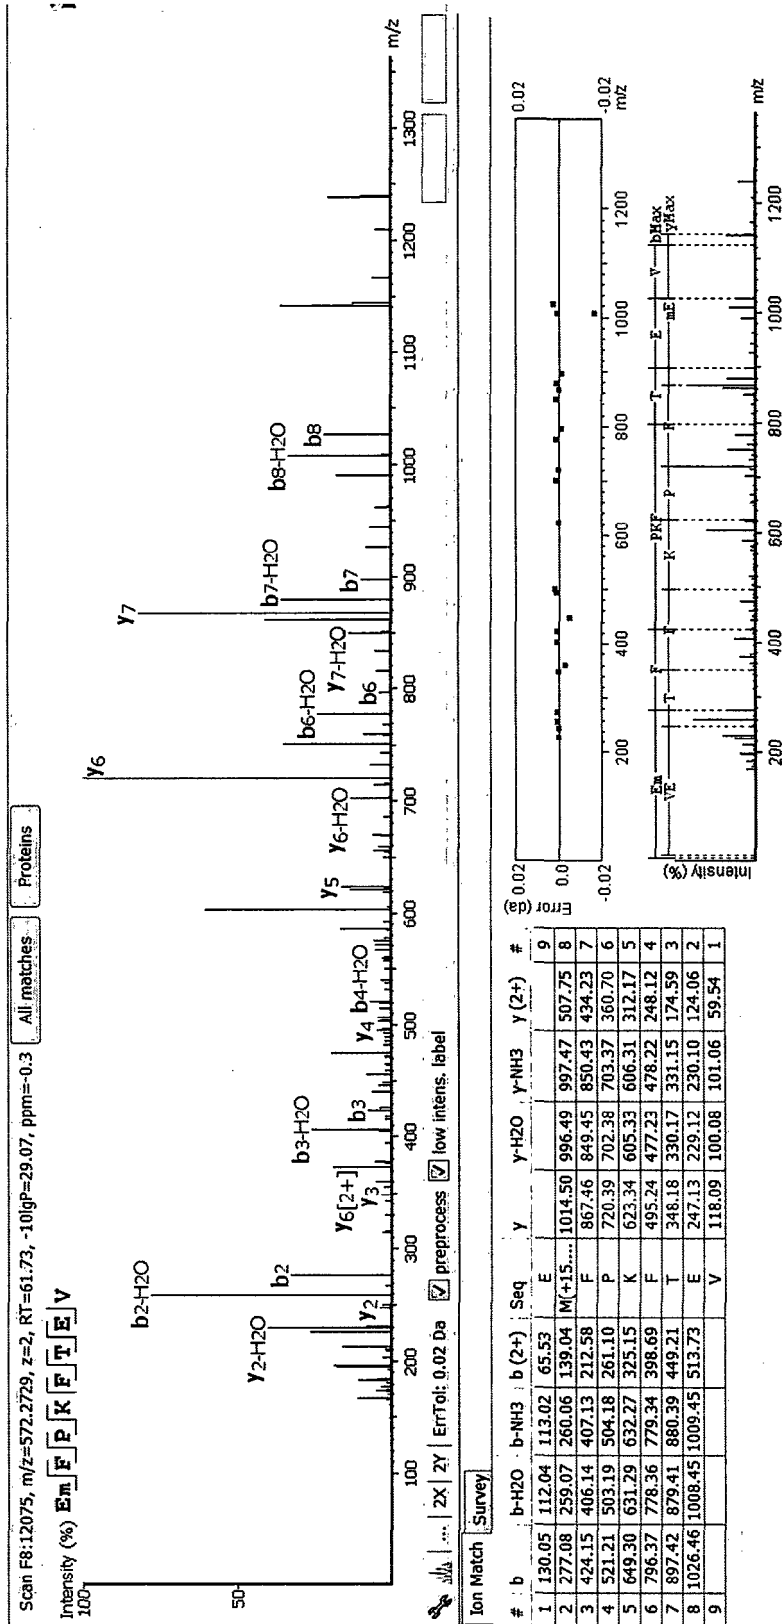 Scan F8:12075, m/z=572.2729, z=2, RT=61.73, -10lgP=29.07, ppm=-0.3 All matches Proteins
Intensity (%) Em F P K F T E V
100
50
b2-H2O
y2-H2O
y2
b2
y3
y6[2+]
b3-H2O
b3
y4
b4-H2O
y5
y6-H2O
y6
b6-H2O
b6
y7-H2O
y7
b7-H2O
b7
b8-H2O
b8
100 200 300 400 500 600 700 800 900 1000 1100 1200 1300 m/z
... 2X 2Y ErrTol: 0.02 Da preprocess low intens. label
Ion Match Survey
# b b-H2O b-NH3 b (2+) Seq y y-H2O y-NH3 y (2+) #
1 130.05 112.04 113.02 65.53 E 9
2 277.08 259.07 260.06 139.04 M(+15.... 1014.50 996.49 997.47 507.75 8
3 424.15 406.14 407.13 212.58 F 867.46 849.45 850.43 434.23 7
4 521.21 503.19 504.18 261.10 P 720.39 702.38 703.37 360.70 6
5 649.30 631.29 632.27 325.15 K 623.34 605.33 606.31 312.17 5
6 796.37 778.36 779.34 398.69 F 495.24 477.23 478.22 248.12 4
7 897.42 879.41 880.39 449.21 T 348.18 330.17 331.15 174.59 3
8 1026.46 1008.45 1009.45 513.73 E 247.13 229.12 230.10 124.06 2
9 V 118.09 100.08 101.06 59.54 1
Error (da)
0.02
0.0
-0.02
0.02
-0.02
200 400 600 800 1000 1200 m/z
Em F PKF T E V bMax
VE T F K P F mE yMax
Intensity (%)
200 400 600 800 1000 1200 m/z